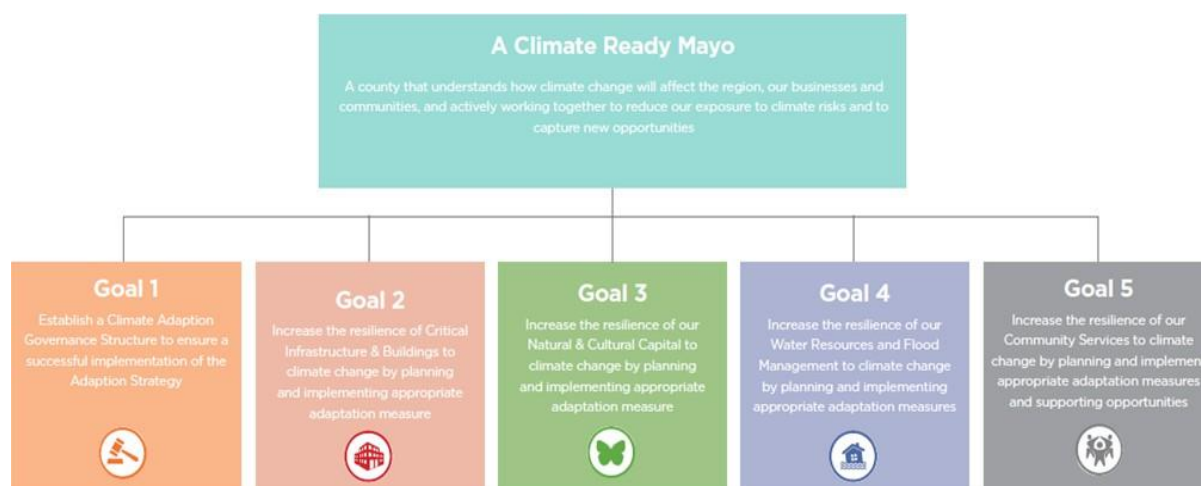 A Climate Ready Mayo
A county that understands how climate change will affect the region, our businesses and
communities, and actively working together to reduce our exposure to climate risks and to
capture new opportunities
Goal 1
Establish a Climate Adaption
Governance Structure to ensure a
successful implementation of the
Adaption Strategy
Goal 2
Increase the resilience of Critical
Infrastructure & Buildings to
climate change by planning
and implementing appropriate
adaptation measure
Goal 3
Increase the resilience of our
Natural & Cultural Capital to
climate change by planning
and implementing appropriate
adaptation measure
Goal 4
Increase the resilience of our
Water Resources and Flood
Management to climate change
by planning and implementing
appropriate adaptation measures
Goal 5
Increase the resilience of our
Community Services to climate
change by planning and implemen
appropriate adaptation measures
and supporting opportunities